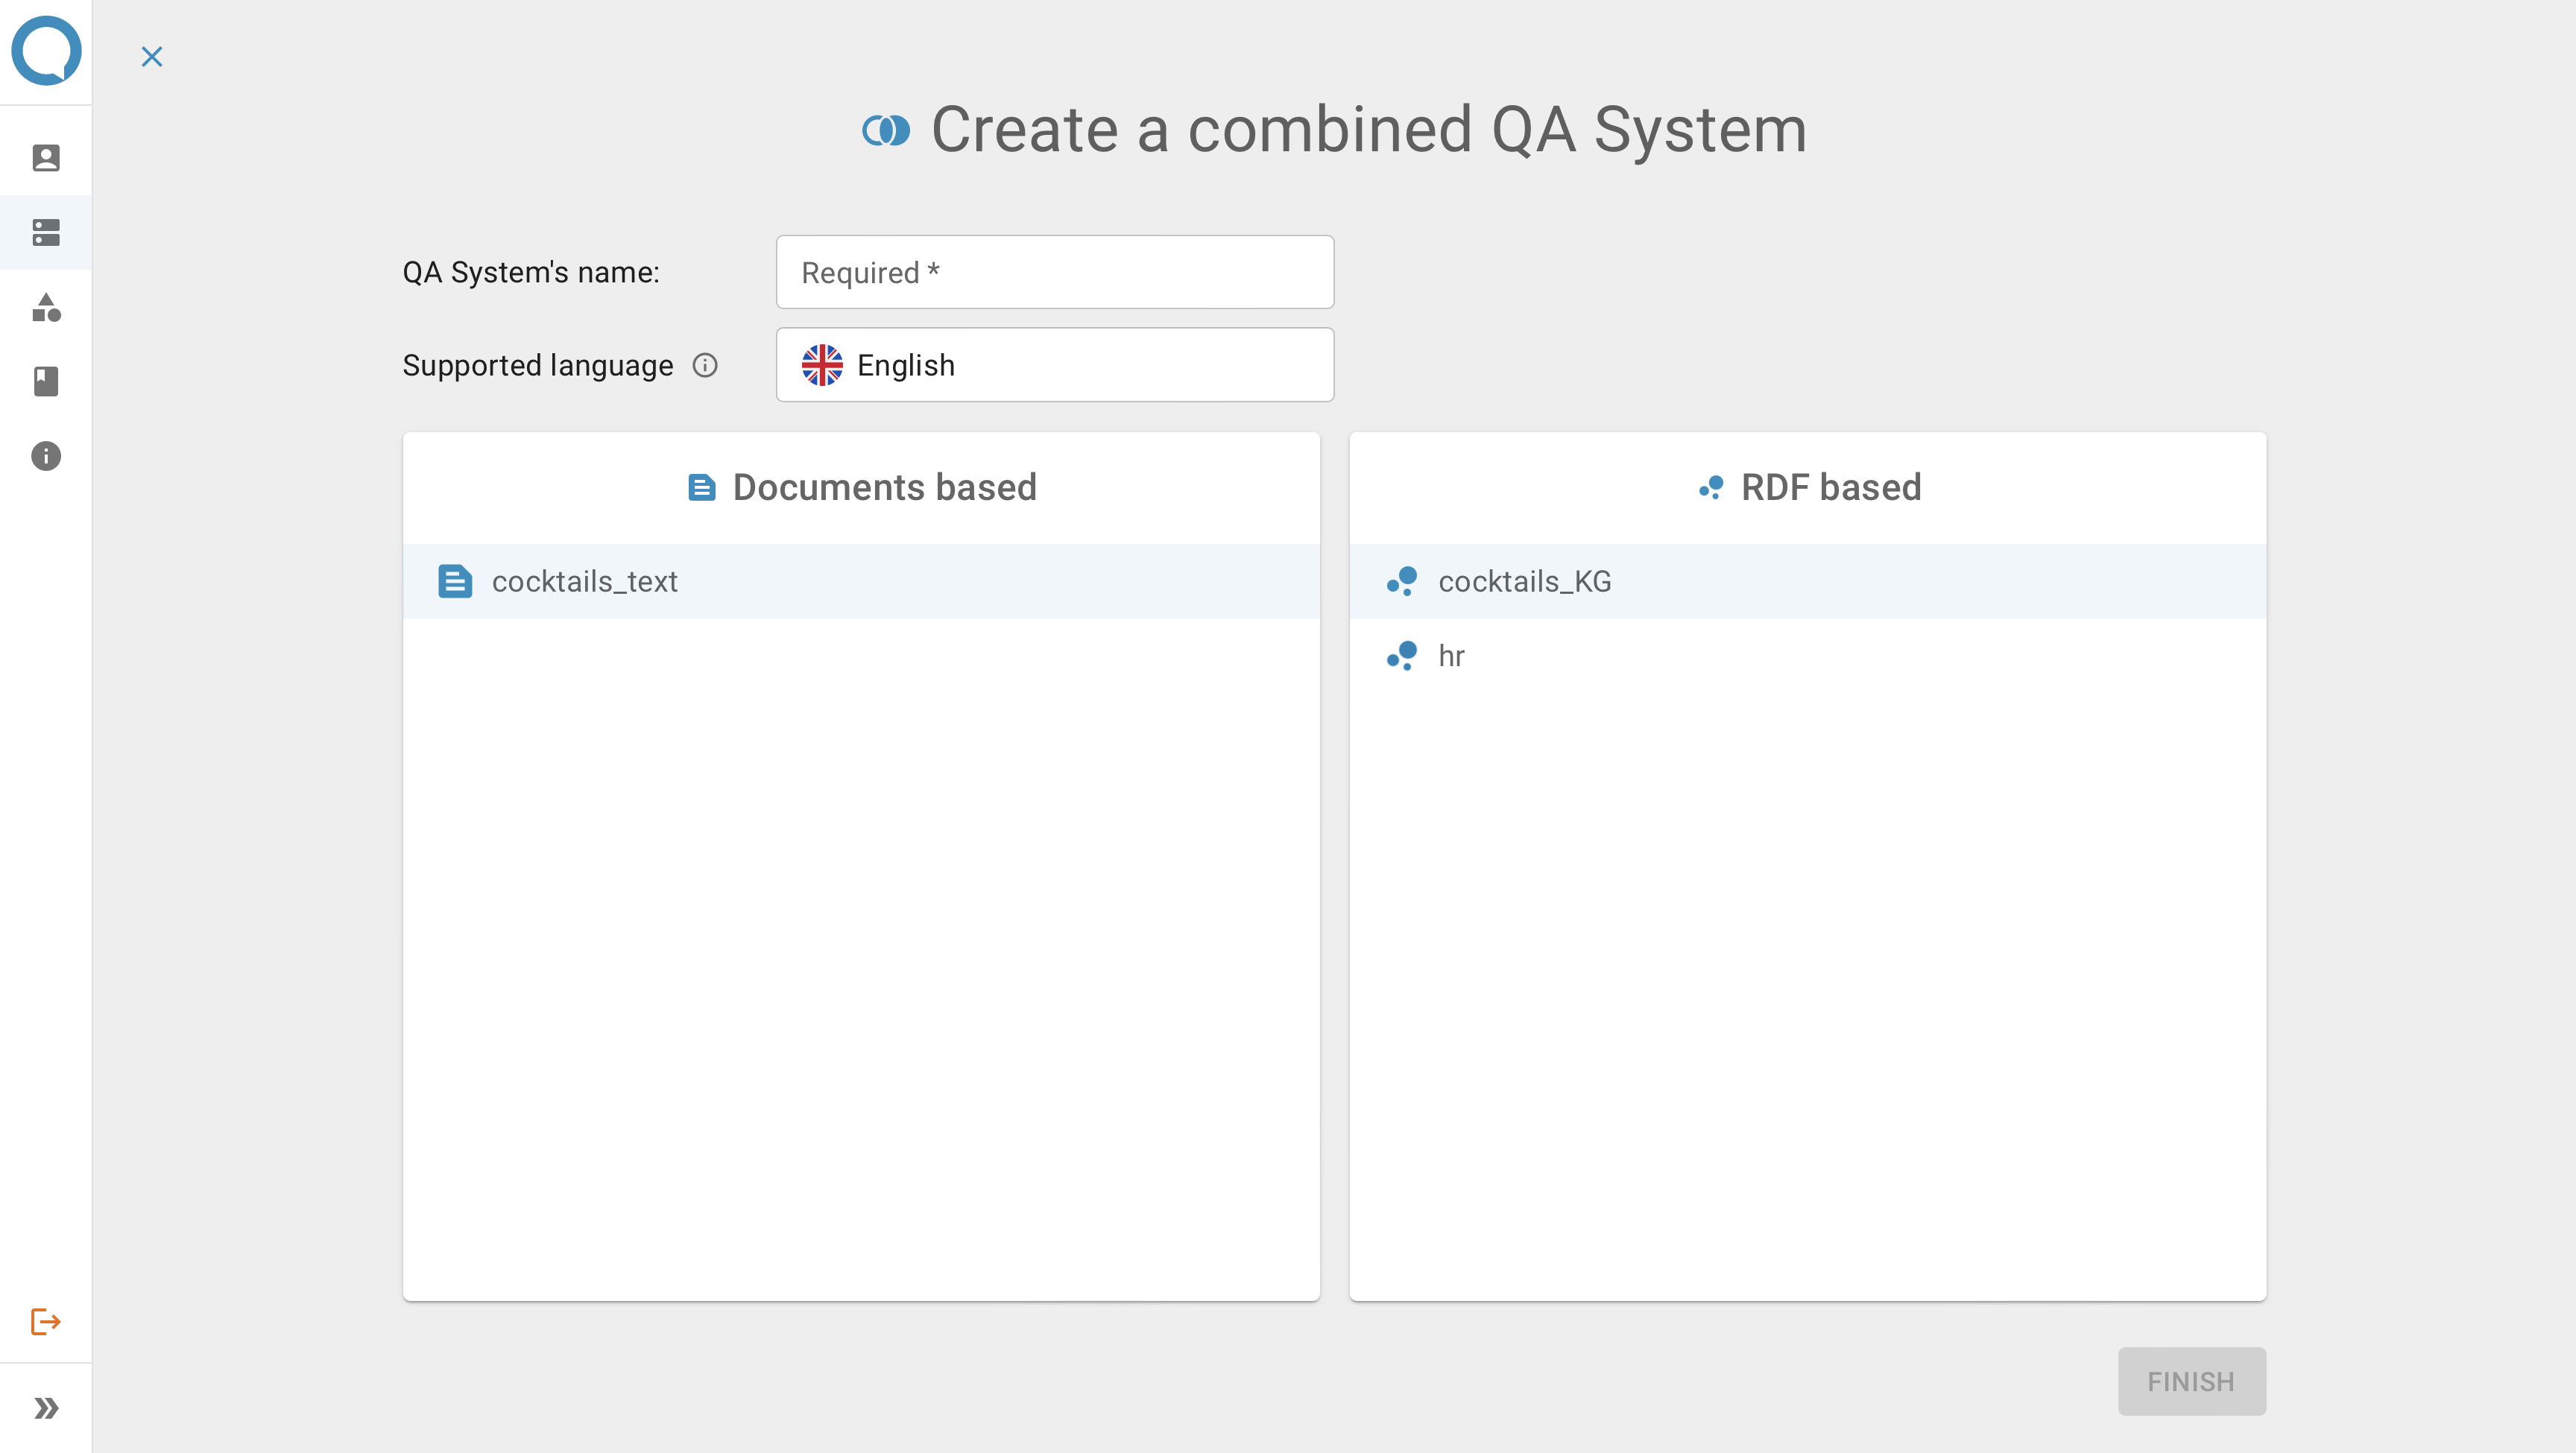 Create a combined QA System
QA System's name:
Required *
Supported language
English
Documents based
cocktails_text
RDF based
cocktails_KG
hr
FINISH